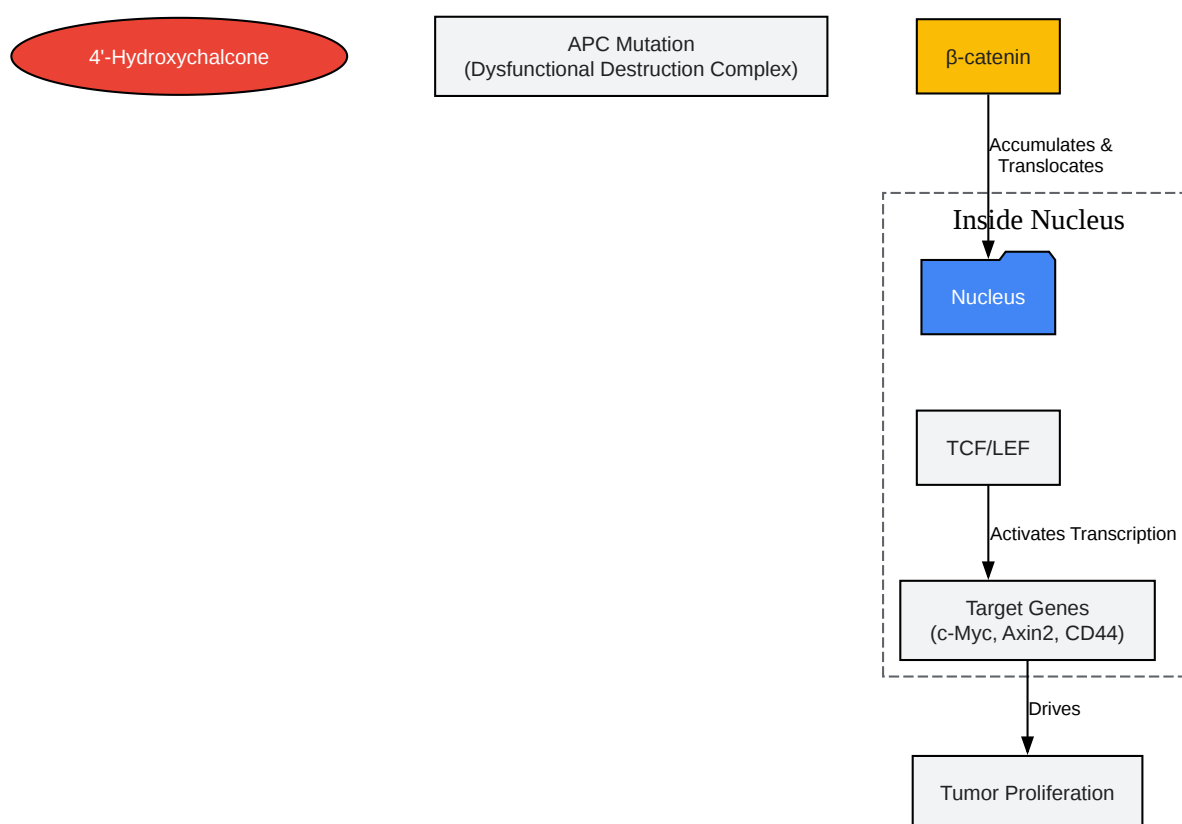 4'-Hydroxychalcone
APC Mutation
(Dysfunctional Destruction Complex)
β-catenin
Accumulates &
Translocates
Inside Nucleus
Nucleus
TCF/LEF
Activates Transcription
Target Genes
(c-Myc, Axin2, CD44)
Drives
Tumor Proliferation